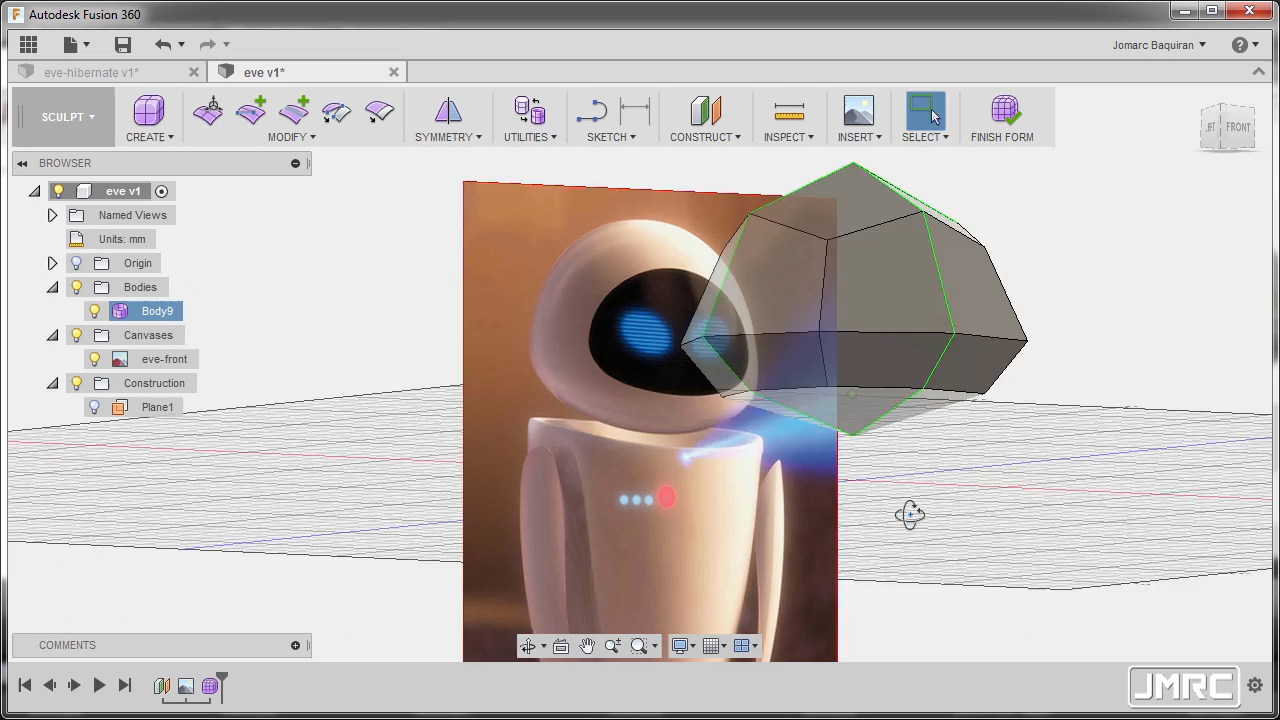 Autodesk Fusion 360
Jomarc Baquiran
eve-hibernate v1*
eve v1*
SCULPT
CREATE
MODIFY
SYMMETRY
UTILITIES
SKETCH
CONSTRUCT
INSPECT
INSERT
SELECT
FINISH FORM
FRONT
BROWSER
eve v1
Named Views
Units: mm
Origin
Bodies
Body9
Canvases
eve-front
Construction
Plane1
COMMENTS
JMRC